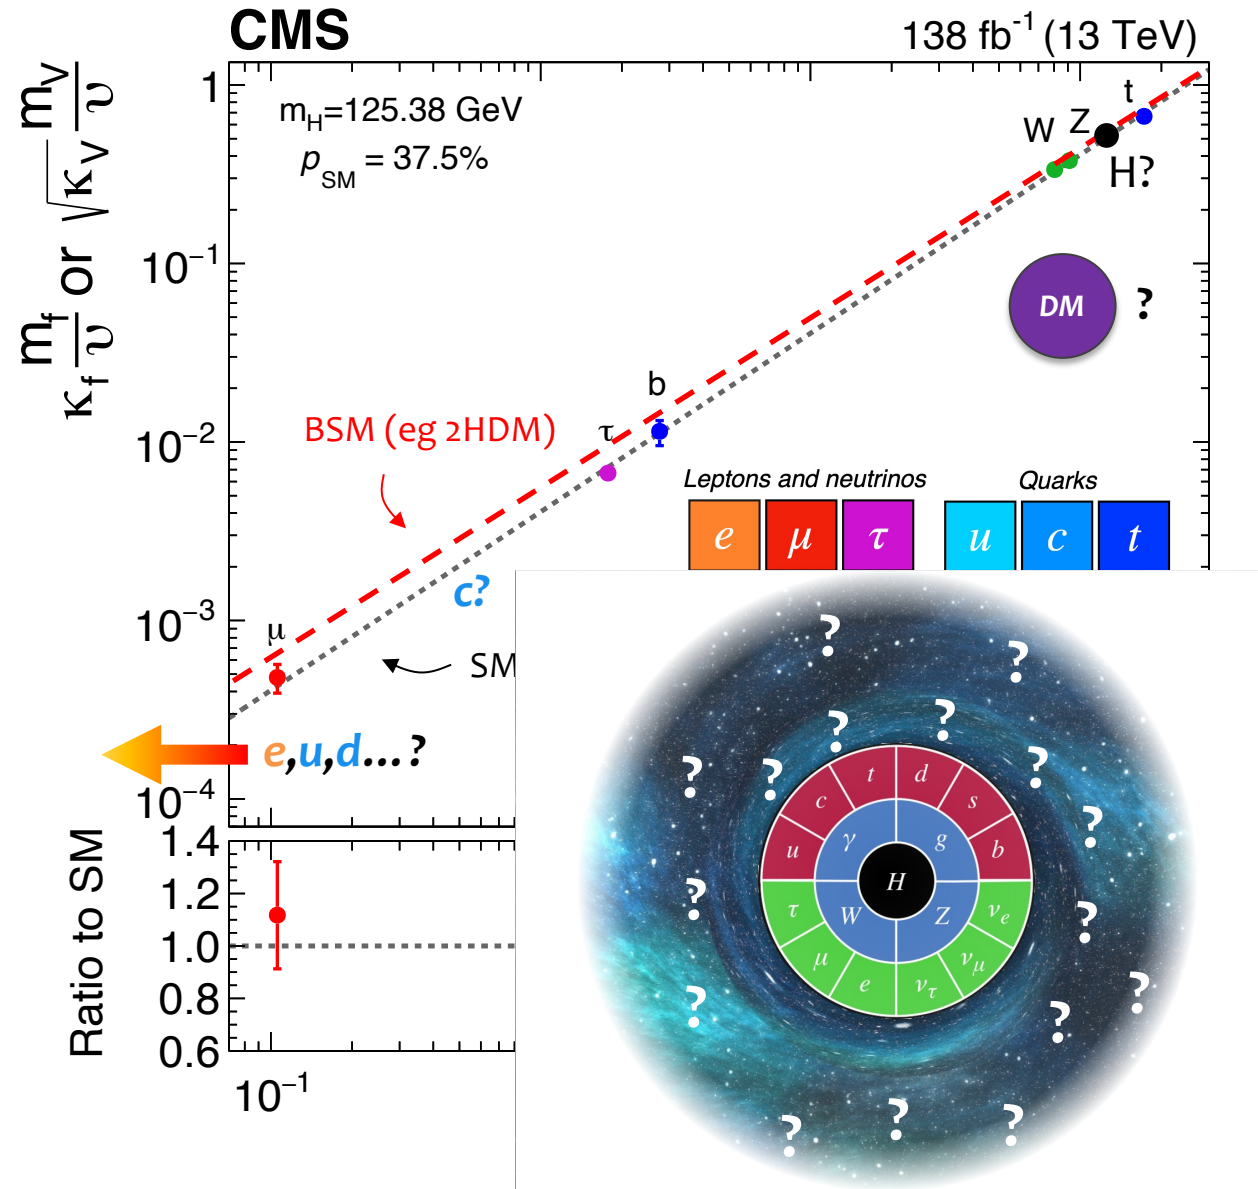 CMS
138 fb⁻¹ (13 TeV)
m_H=125.38 GeV
p_SM = 37.5%
κ_f m_f/υ or √κ_V m_V/υ
1
10⁻¹
10⁻²
10⁻³
10⁻⁴
t
W Z
H?
DM ?
b
τ
BSM (eg 2HDM)
Leptons and neutrinos
Quarks
e μ τ
u c t
c?
μ
SM
e,u,d...?
? ?
? ?
? ? ?
?
t d
c s
γ g
u b
H
? ?
τ W Z ν_e
μ ν_μ
e ν_τ
? ? ?
? ? ?
Ratio to SM
1.4
1.2
1.0
0.8
0.6
10⁻¹